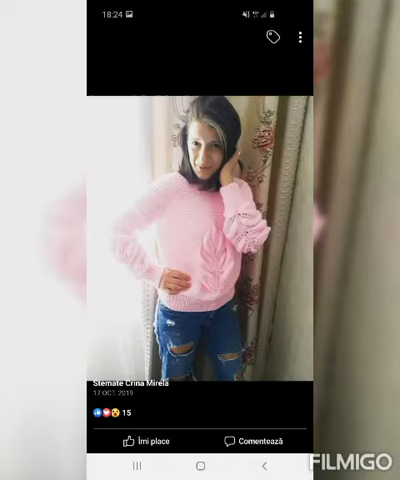 18:24
Stemate Crina Mirela
17 OCT. 2019
15
Îmi place
Comentează
FILMIGO